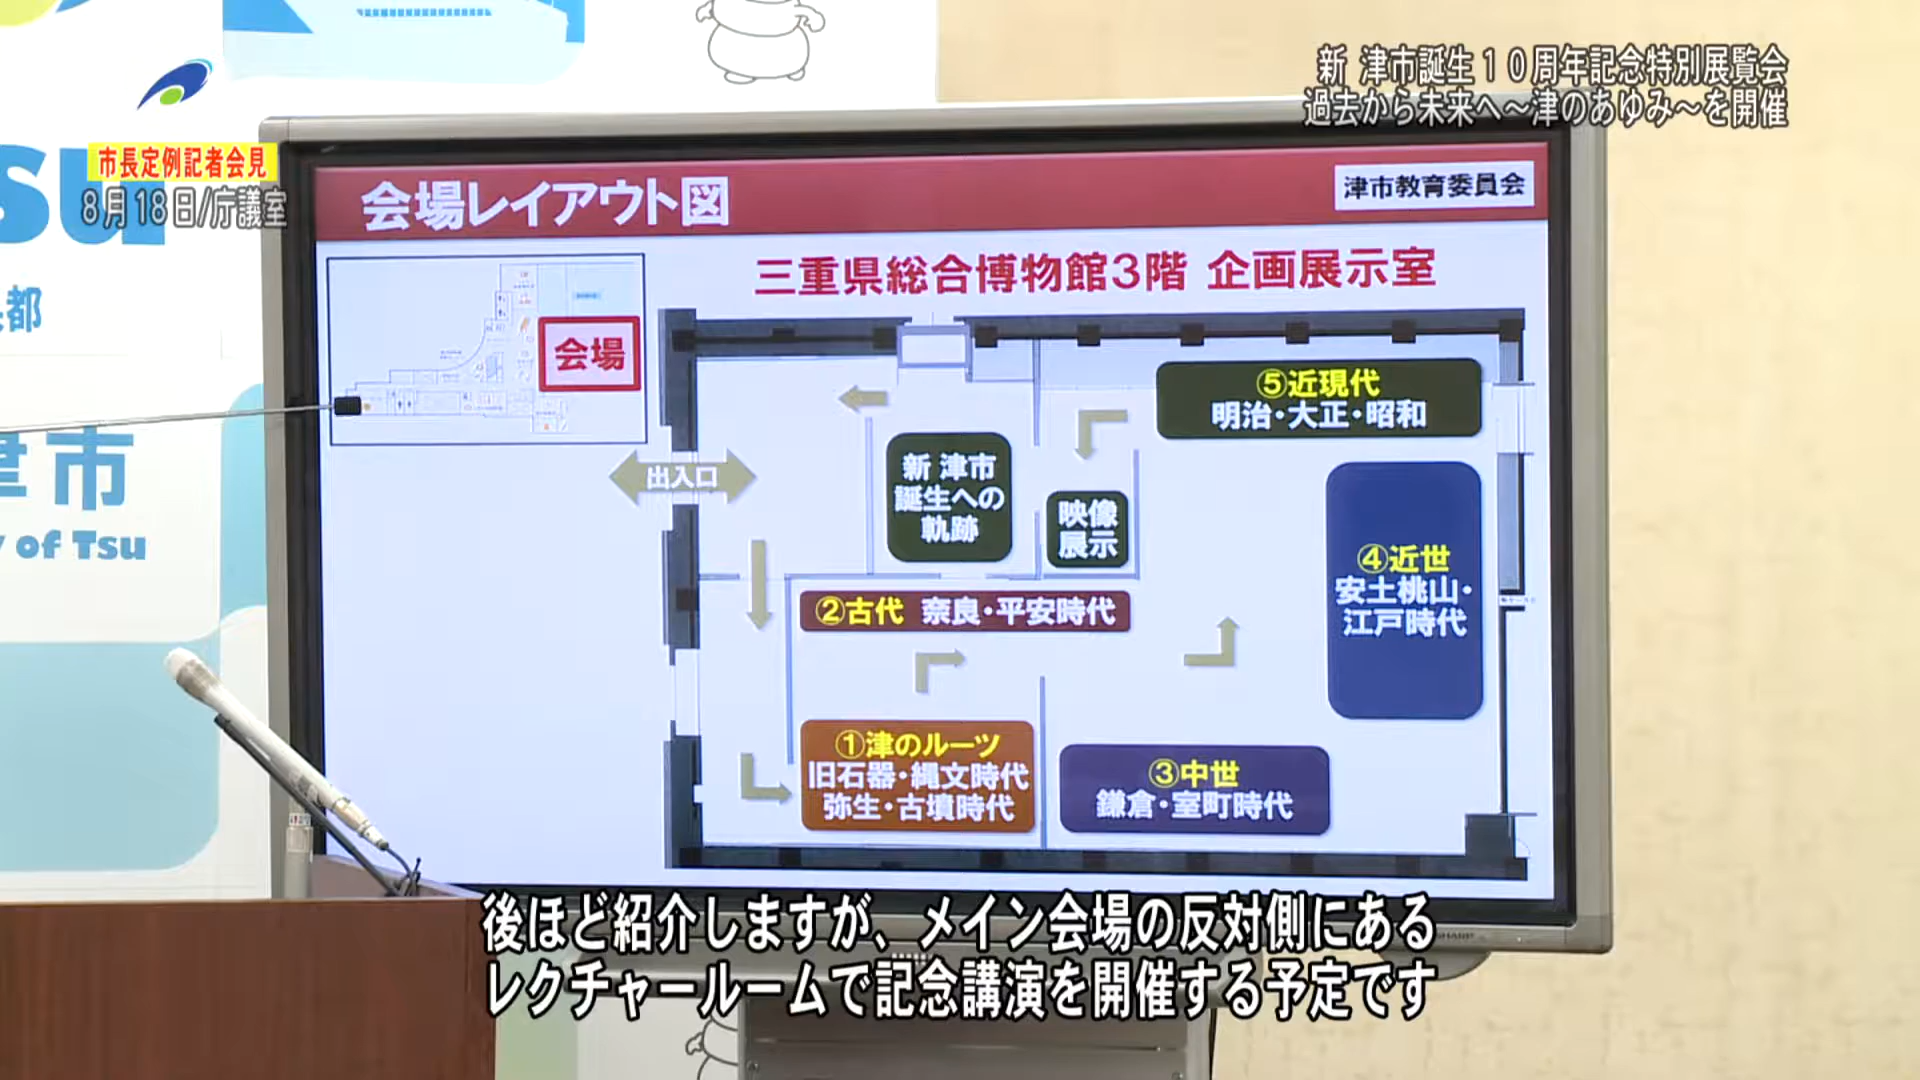 新 津市誕生１０周年記念特別展覧会
過去から未来へ～津のあゆみ～を開催
市長定例記者会見
8月18日/庁議室
su
都
津市
y of Tsu
会場レイアウト図
津市教育委員会
三重県総合博物館3階 企画展示室
会場
出入口
新 津市
誕生への
軌跡
映像
展示
⑤近現代
明治・大正・昭和
④近世
安土桃山・
江戸時代
②古代 奈良・平安時代
①津のルーツ
旧石器・縄文時代
弥生・古墳時代
③中世
鎌倉・室町時代
SHARP
後ほど紹介しますが、メイン会場の反対側にある
レクチャールームで記念講演を開催する予定です